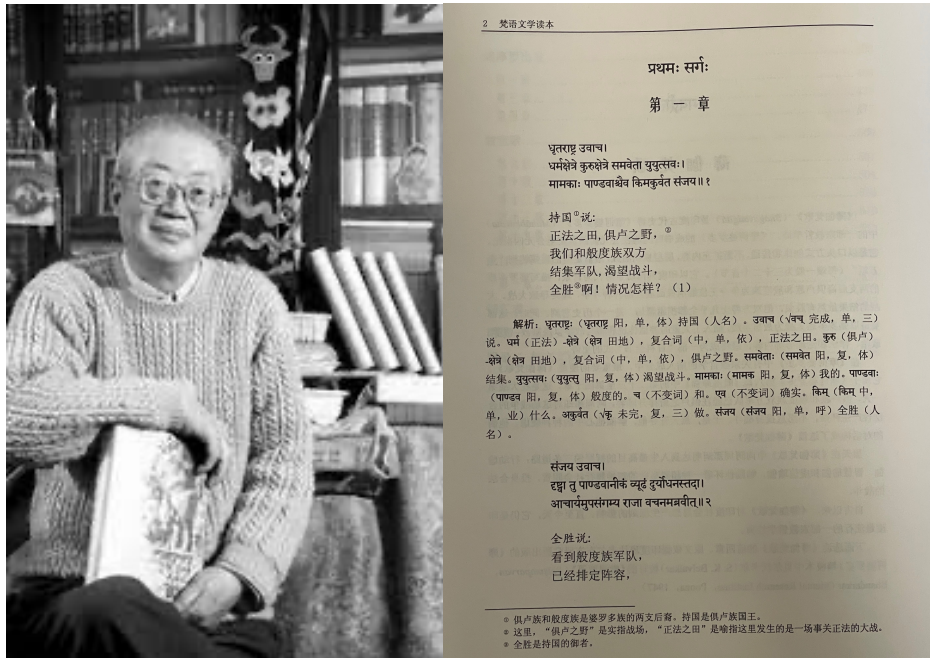 2 梵语文学读本
प्रथमः सर्गः
第 一 章
धृतराष्ट्र उवाच।
धर्मक्षेत्रे कुरुक्षेत्रे समवेता युयुत्सवः।
मामकाः पाण्डवाश्चैव किमकुर्वत संजय॥१
持国①说:
正法之田,俱卢之野,②
我们和般度族双方
结集军队,渴望战斗,
全胜③啊!情况怎样?(1)
解析:धृतराष्ट्रः(धृतराष्ट्र 阳,单,体)持国(人名)。उवाच(√वच् 完成,单,三)
说。धर्म(正法)-क्षेत्रे(क्षेत्र 田地),复合词(中,单,依),正法之田。कुरु(俱卢)
-क्षेत्रे(क्षेत्र 田地),复合词(中,单,依),俱卢之野。समवेताः(समवेत 阳,复,体)
结集。युयुत्सवः(युयुत्सु 阳,复,体)渴望战斗。मामकाः(मामक 阳,复,体)我的。पाण्डवाः
(पाण्डव 阳,复,体)般度的。च(不变词)和。एव(不变词)确实。किम्(किम् 中,
单,业)什么。अकुर्वत(√कृ 未完,复,三)做。संजय(संजय 阳,单,呼)全胜(人
名)。
संजय उवाच।
दृष्ट्वा तु पाण्डवानीकं व्यूढं दुर्योधनस्तदा।
आचार्यमुपसंगम्य राजा वचनमब्रवीत्॥२
全胜说:
看到般度族军队,
已经排定阵容,
① 俱卢族和般度族是婆罗多族的两支后裔。持国是俱卢族国王。
② 这里,“俱卢之野”是实指战场,“正法之田”是喻指这里发生的是一场事关正法的大战。
③ 全胜是持国的御者。